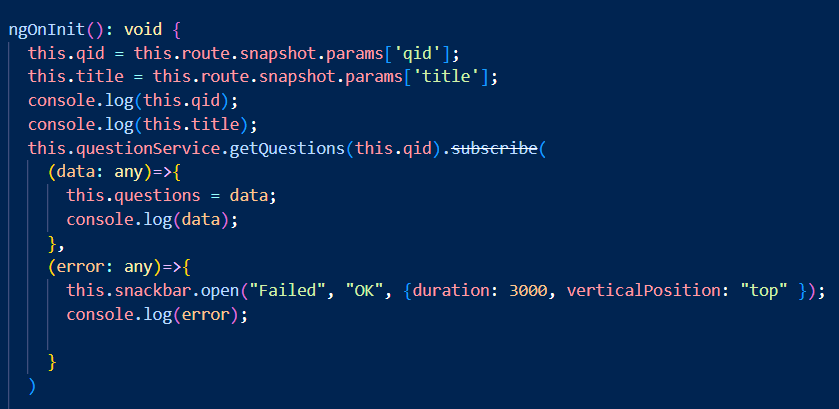 ngOnInit(): void {
this.qid = this.route.snapshot.params['qid'];
this.title = this.route.snapshot.params['title'];
console.log(this.qid);
console.log(this.title);
this.questionService.getQuestions(this.qid).subscribe(
(data: any)=>{
this.questions = data;
console.log(data);
},
(error: any)=>{
this.snackbar.open("Failed", "OK", {duration: 3000, verticalPosition: "top" });
console.log(error);
}
)